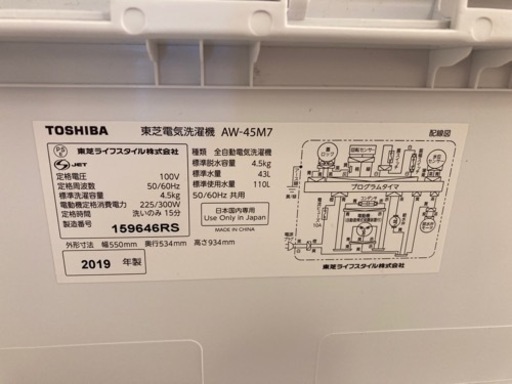 TOSHIBA 東芝電気洗濯機 AW-45M7 配線図
東芝ライフスタイル株式会社
JET
種類 全自動電気洗濯機
標準脱水容量 4.5kg
標準水量 43L
標準使用水量 110L
50/60Hz 共用
定格電圧 100V
定格周波数 50/60Hz
標準洗濯容量 4.5kg
電動機定格消費電力 225/300W
定格時間 洗いのみ 15分
製造番号
159646RS
日本国内専用
Use Only in Japan
MADE IN CHINA
外形寸法 幅550mm 奥行534mm 高さ934mm
2019 年製
プログラムタイマ
10A
東芝ライフスタイル株式会社